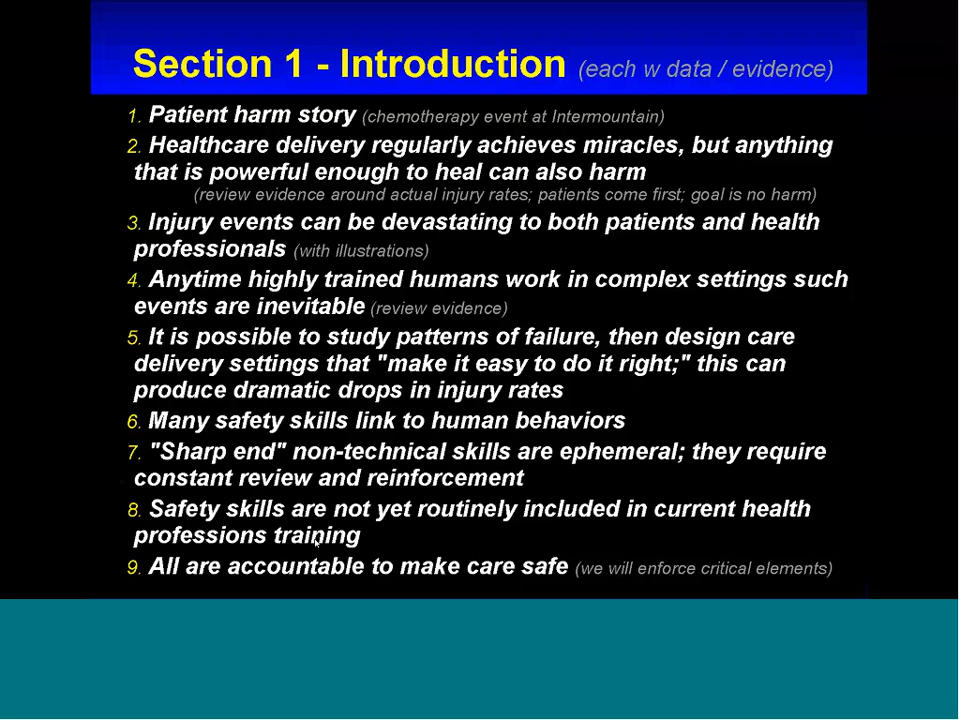 Section 1 - Introduction (each w data / evidence)
1. Patient harm story (chemotherapy event at Intermountain)
2. Healthcare delivery regularly achieves miracles, but anything
that is powerful enough to heal can also harm
(review evidence around actual injury rates; patients come first; goal is no harm)
3. Injury events can be devastating to both patients and health
professionals (with illustrations)
4. Anytime highly trained humans work in complex settings such
events are inevitable (review evidence)
5. It is possible to study patterns of failure, then design care
delivery settings that "make it easy to do it right;" this can
produce dramatic drops in injury rates
6. Many safety skills link to human behaviors
7. "Sharp end" non-technical skills are ephemeral; they require
constant review and reinforcement
8. Safety skills are not yet routinely included in current health
professions training
9. All are accountable to make care safe (we will enforce critical elements)